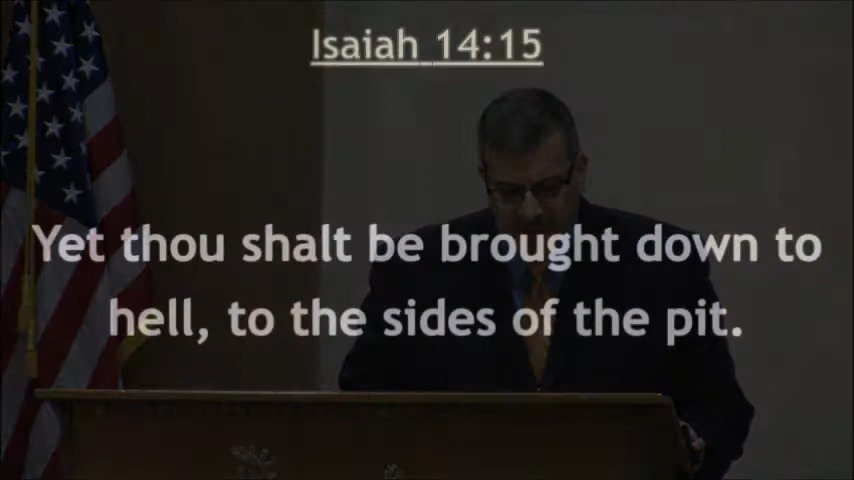 Isaiah 14:15
Yet thou shalt be brought down to
hell, to the sides of the pit.